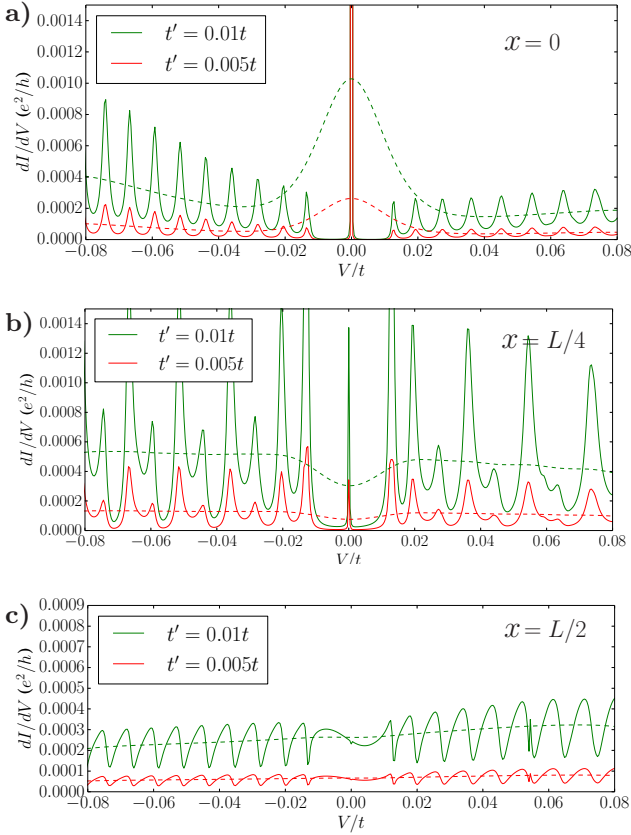 a)
0.0014
0.0012
0.0010
0.0008
0.0006
0.0004
0.0002
0.0000
dI/dV (e²/h)
t′ = 0.01t
t′ = 0.005t
x = 0
−0.08 −0.06 −0.04 −0.02 0.00 0.02 0.04 0.06 0.08
V/t
b)
0.0014
0.0012
0.0010
0.0008
0.0006
0.0004
0.0002
0.0000
dI/dV (e²/h)
t′ = 0.01t
t′ = 0.005t
x = L/4
−0.08 −0.06 −0.04 −0.02 0.00 0.02 0.04 0.06 0.08
V/t
c)
0.0009
0.0008
0.0007
0.0006
0.0005
0.0004
0.0003
0.0002
0.0001
0.0000
dI/dV (e²/h)
t′ = 0.01t
t′ = 0.005t
x = L/2
−0.08 −0.06 −0.04 −0.02 0.00 0.02 0.04 0.06 0.08
V/t